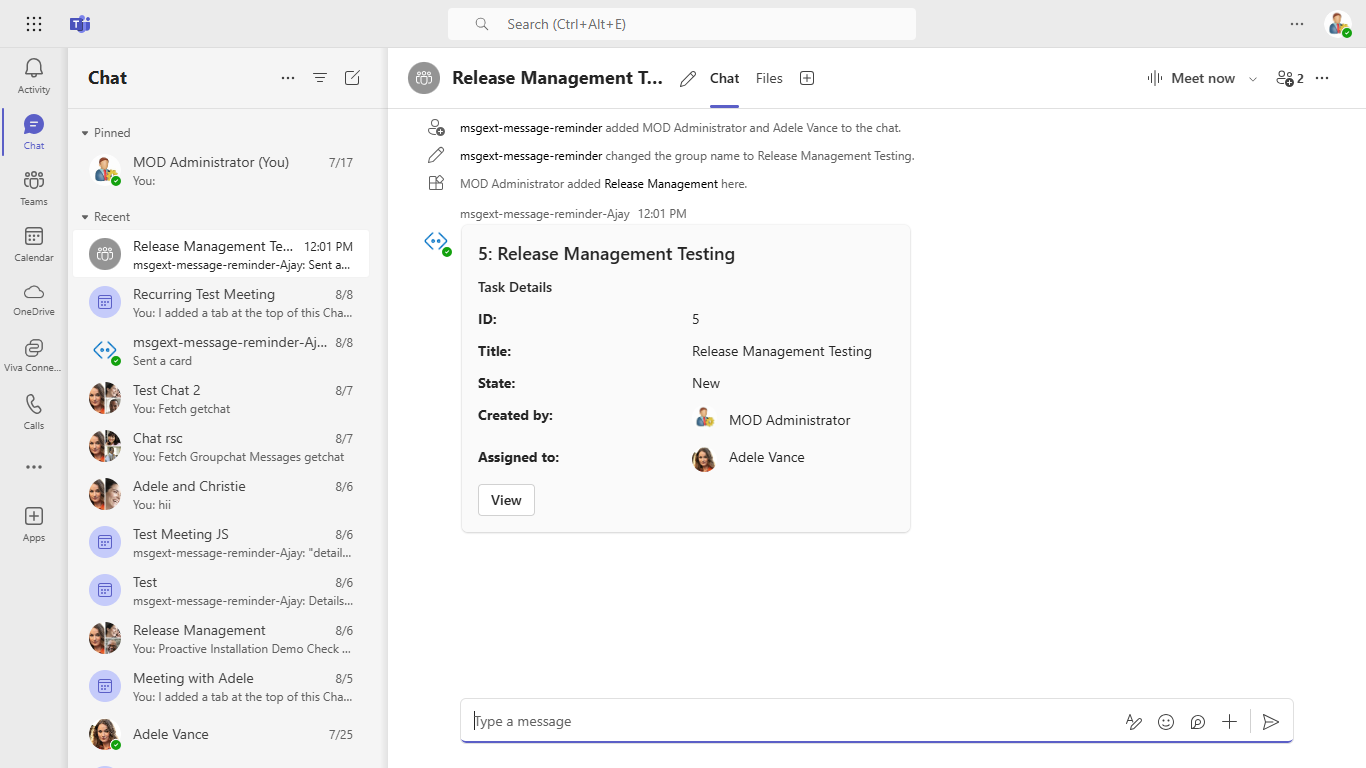 Search (Ctrl+Alt+E)
Activity
Chat
Teams
Calendar
OneDrive
Viva Conne...
Calls
Apps
Chat
Pinned
MOD Administrator (You) 7/17
You:
Recent
Release Management Te... 12:01 PM
msgext-message-reminder-Ajay: Sent a...
Recurring Test Meeting 8/8
You: I added a tab at the top of this Cha...
msgext-message-reminder-Aj... 8/8
Sent a card
Test Chat 2 8/7
You: Fetch getchat
Chat rsc 8/7
You: Fetch Groupchat Messages getchat
Adele and Christie 8/6
You: hii
Test Meeting JS 8/6
msgext-message-reminder-Ajay: "detail...
Test 8/6
msgext-message-reminder-Ajay: Details...
Release Management 8/6
You: Proactive Installation Demo Check ...
Meeting with Adele 8/5
You: I added a tab at the top of this Cha...
Adele Vance 7/25
Release Management T... Chat Files Meet now 2
msgext-message-reminder added MOD Administrator and Adele Vance to the chat.
msgext-message-reminder changed the group name to Release Management Testing.
MOD Administrator added Release Management here.
msgext-message-reminder-Ajay 12:01 PM
5: Release Management Testing
Task Details
ID: 5
Title: Release Management Testing
State: New
Created by: MOD Administrator
Assigned to: Adele Vance
View
Type a message